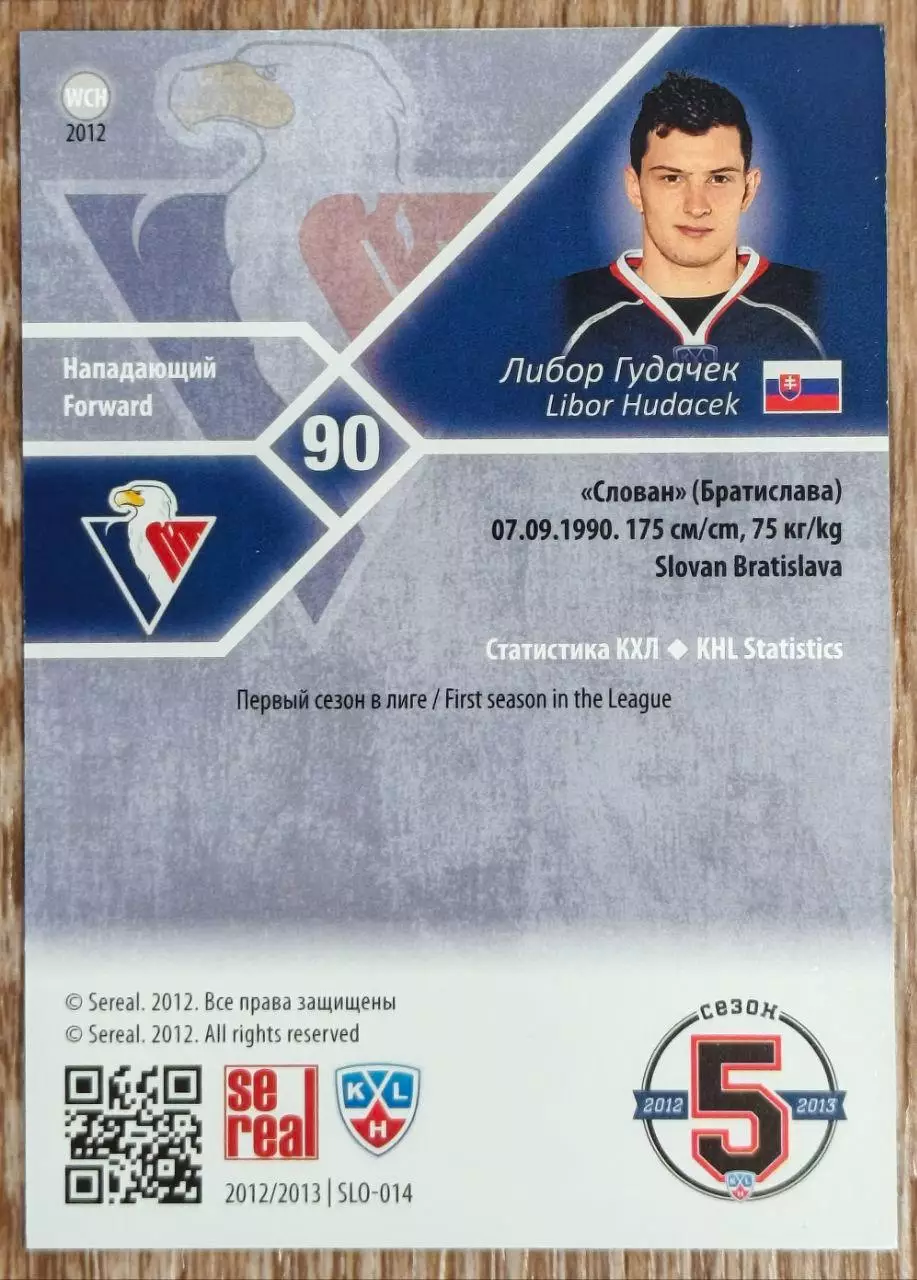 WCH
2012
Нападающий
Forward
90
Либор Гудачек
Libor Hudacek
«Слован» (Братислава)
07.09.1990. 175 см/cm, 75 кг/kg
Slovan Bratislava
Статистика КХЛ ◆ KHL Statistics
Первый сезон в лиге / First season in the League
© Sereal. 2012. Все права защищены
© Sereal. 2012. All rights reserved
se
real
KHL
2012/2013 | SLO-014
сезон
2012 5 2013
KHL